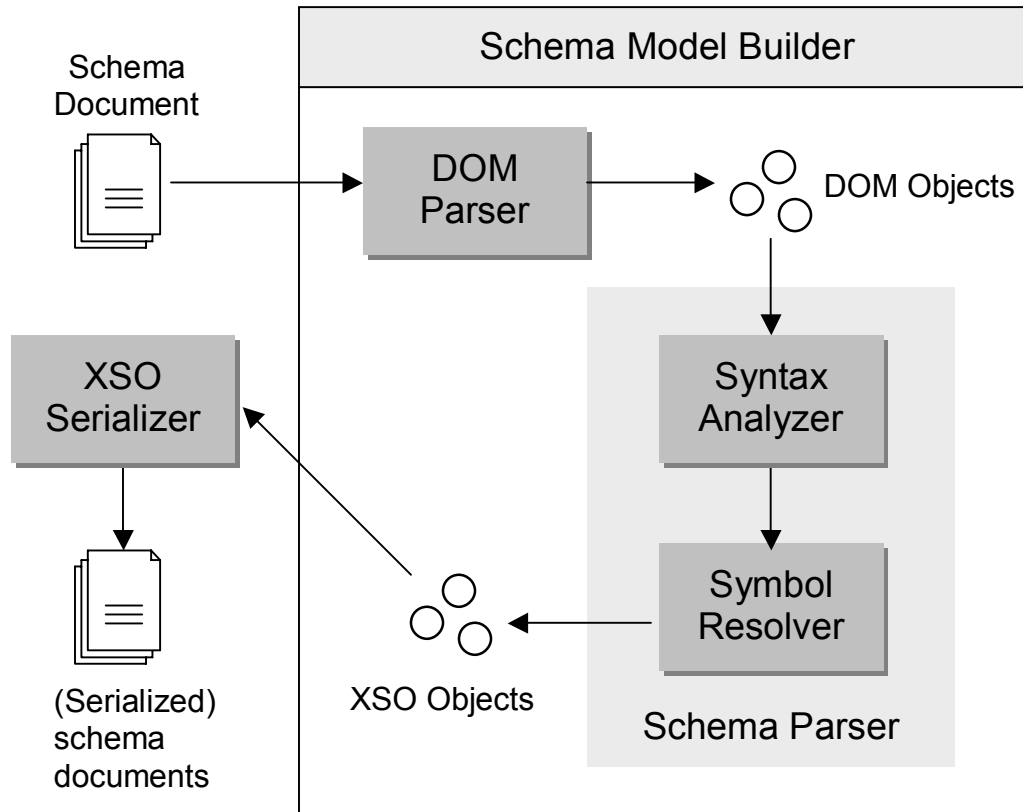 Schema Model Builder
Schema
Document
DOM
Parser
DOM Objects
XSO
Serializer
Syntax
Analyzer
Symbol
Resolver
XSO Objects
(Serialized)
schema
documents
Schema Parser